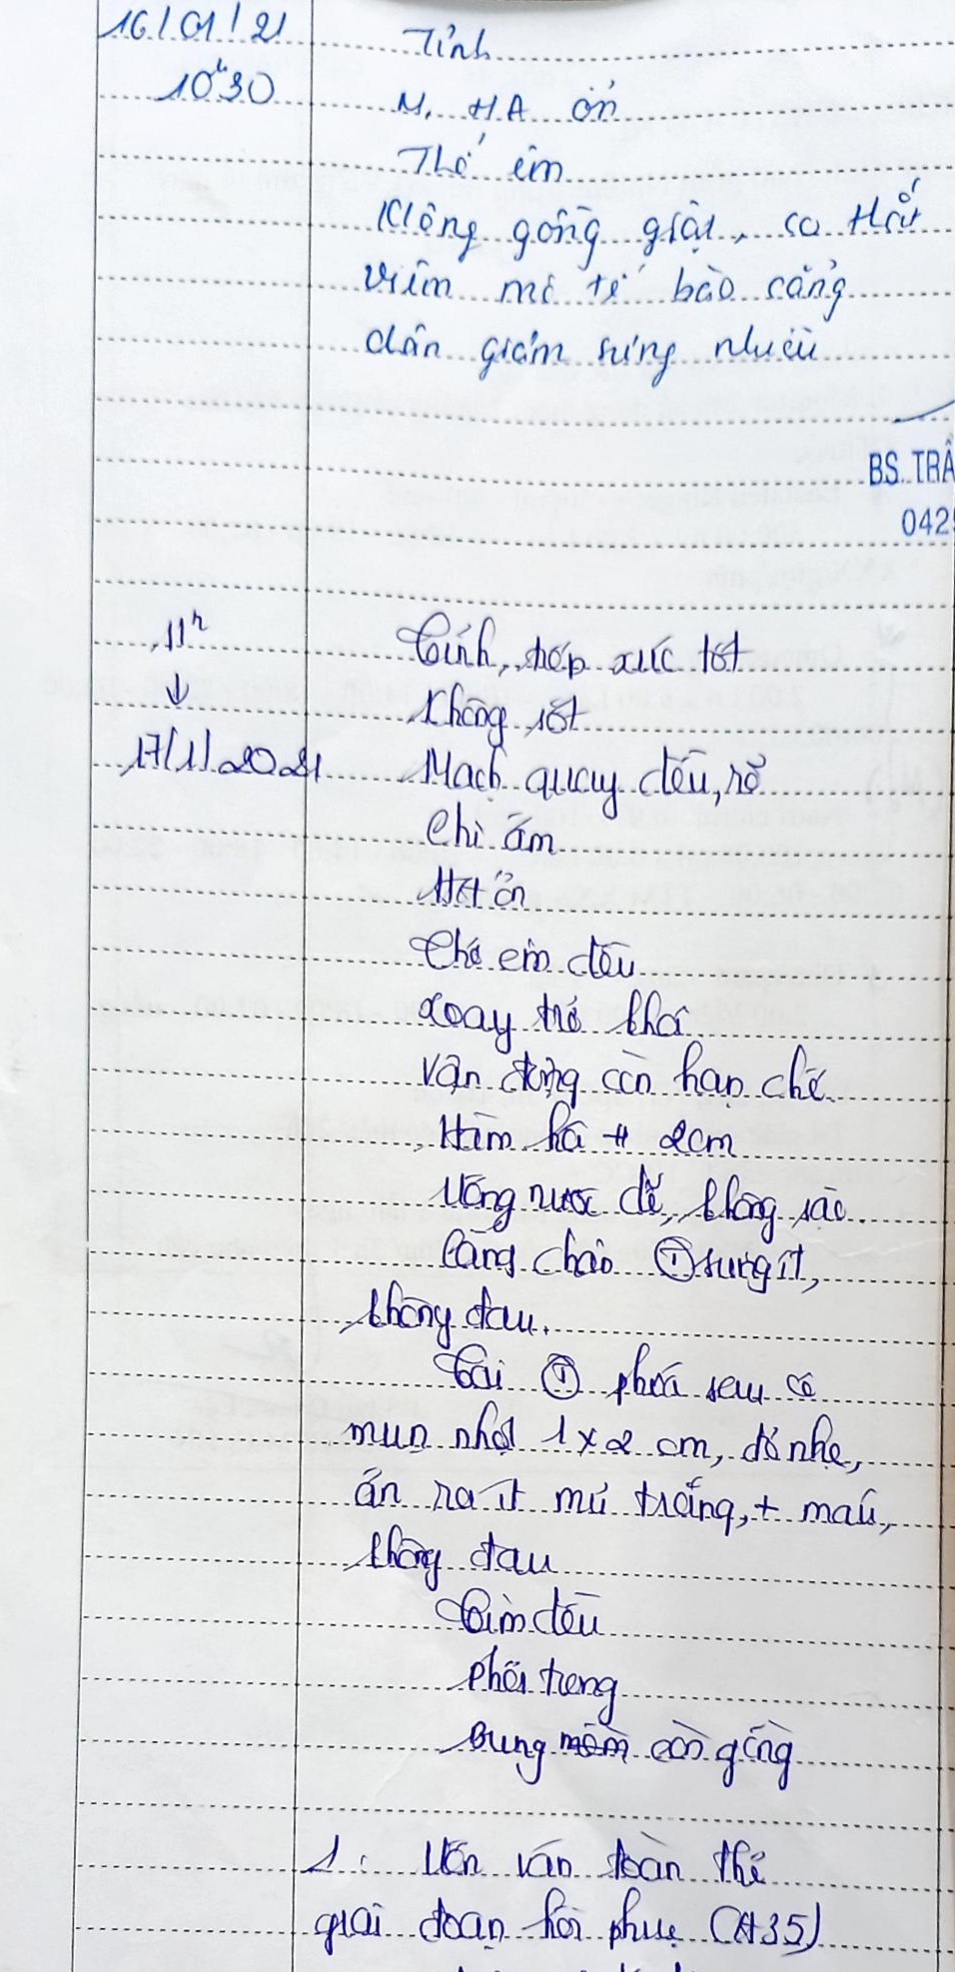 16/01/21 Tỉnh
10h30 M, HA ổn
Thở êm
Không gồng giật, co thắt
viêm mô tế bào cẳng
chân giảm sưng nhiều
BS. TRẦ
042
11h Tỉnh, tiếp xúc tốt
↓ Không sốt
17/1/2021 Mạch quay đều, rõ
Chi ấm
HA ổn
Thở êm đều
Xoay trở khá
Vận động còn hạn chế
Hàm há # 2cm
Uống nước dễ, không sặc
Cẳng chân (T) sưng ít,
không đau.
Tai (T) phía sau có
mụn nhọt 1x2 cm, đỏ nhẹ,
ấn ra ít mủ trắng, + máu,
không đau
Tim đều
Phổi trong
Bụng mềm còn gồng
1. Uốn ván toàn thể
giai đoạn hồi phục (A35)